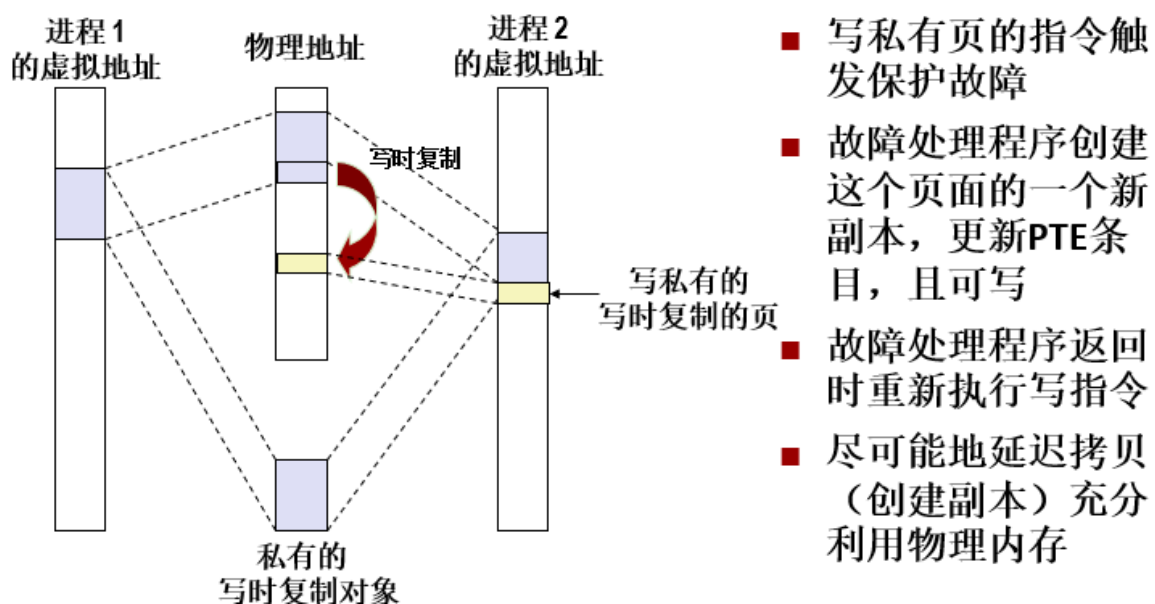 进程1
的虚拟地址
物理地址
进程2
的虚拟地址
写时复制
写私有的
写时复制的页
私有的
写时复制对象
写私有页的指令触
发保护故障
故障处理程序创建
这个页面的一个新
副本，更新PTE条
目，且可写
故障处理程序返回
时重新执行写指令
尽可能地延迟拷贝
（创建副本）充分
利用物理内存